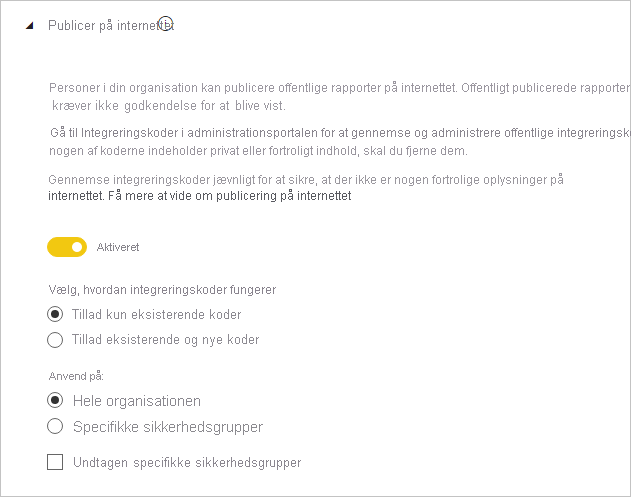 Publicer på internettet
Personer i din organisation kan publicere offentlige rapporter på internettet. Offentligt publicerede rapporter
kræver ikke godkendelse for at blive vist.
Gå til Integreringskoder i administrationsportalen for at gennemse og administrere offentlige
nogen af koderne indeholder privat eller fortroligt indhold, skal du fjerne dem.
Gennemse integreringskoder jævnligt for at sikre, at der ikke er nogen fortrolige oplysninger på
internettet. Få mere at vide om publicering på internettet
Aktiveret
Vælg, hvordan integreringskoder fungerer
Tillad kun eksisterende koder
Tillad eksisterende og nye koder
Anvend på:
Hele organisationen
Specifikke sikkerhedsgrupper
Undtagen specifikke sikkerhedsgrupper